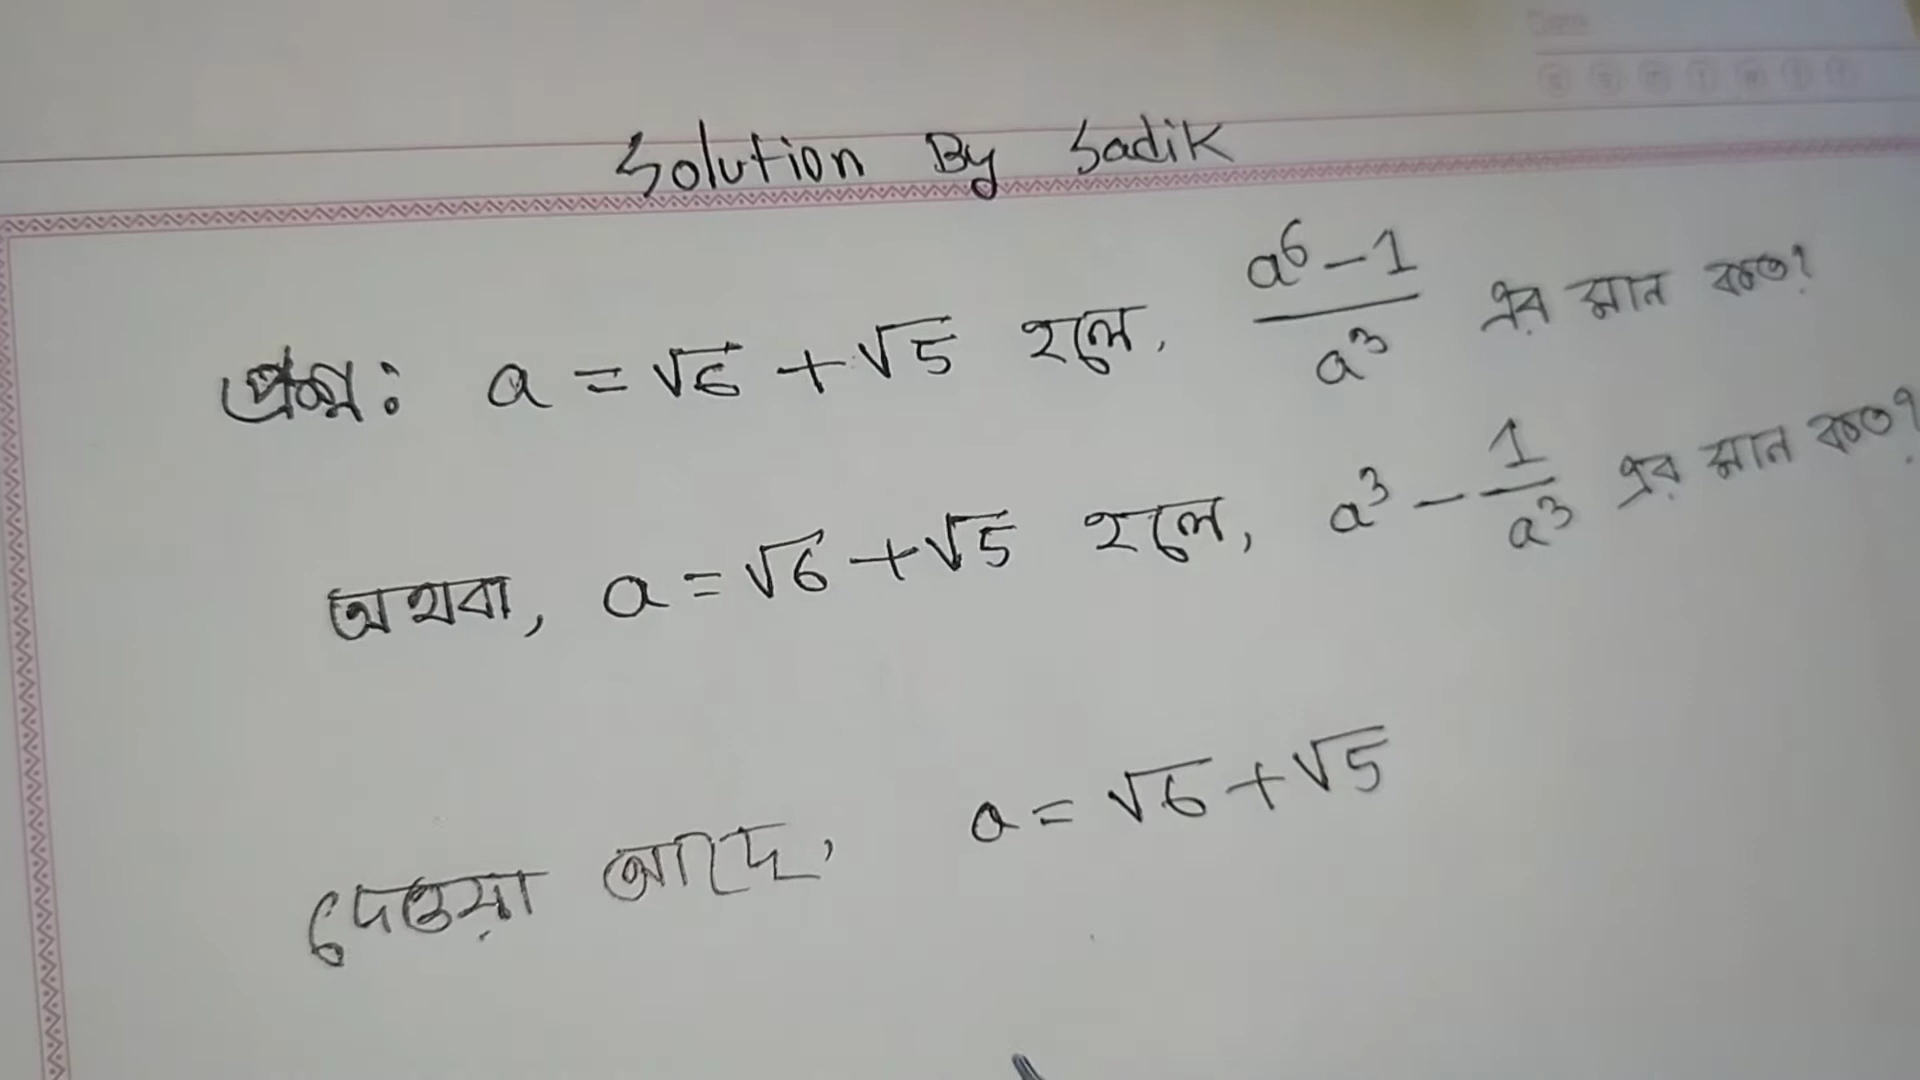 Solution By Sadik
প্রশ্ন: a = √6 + √5 হলে, (a⁶ - 1)/a³ এর মান কত?
অথবা, a = √6 + √5 হলে, a³ - 1/a³ এর মান কত?
দেওয়া আছে, a = √6 + √5